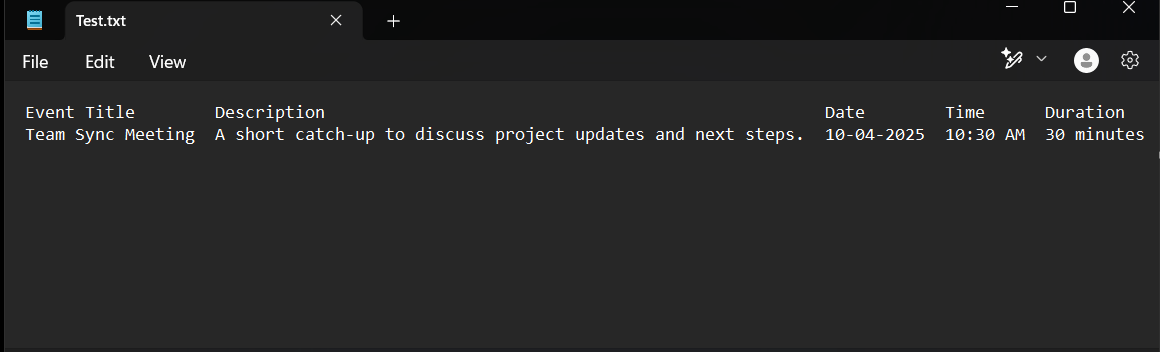 Test.txt
File Edit View
Event Title Description Date Time Duration
Team Sync Meeting A short catch-up to discuss project updates and next steps. 10-04-2025 10:30 AM 30 minutes